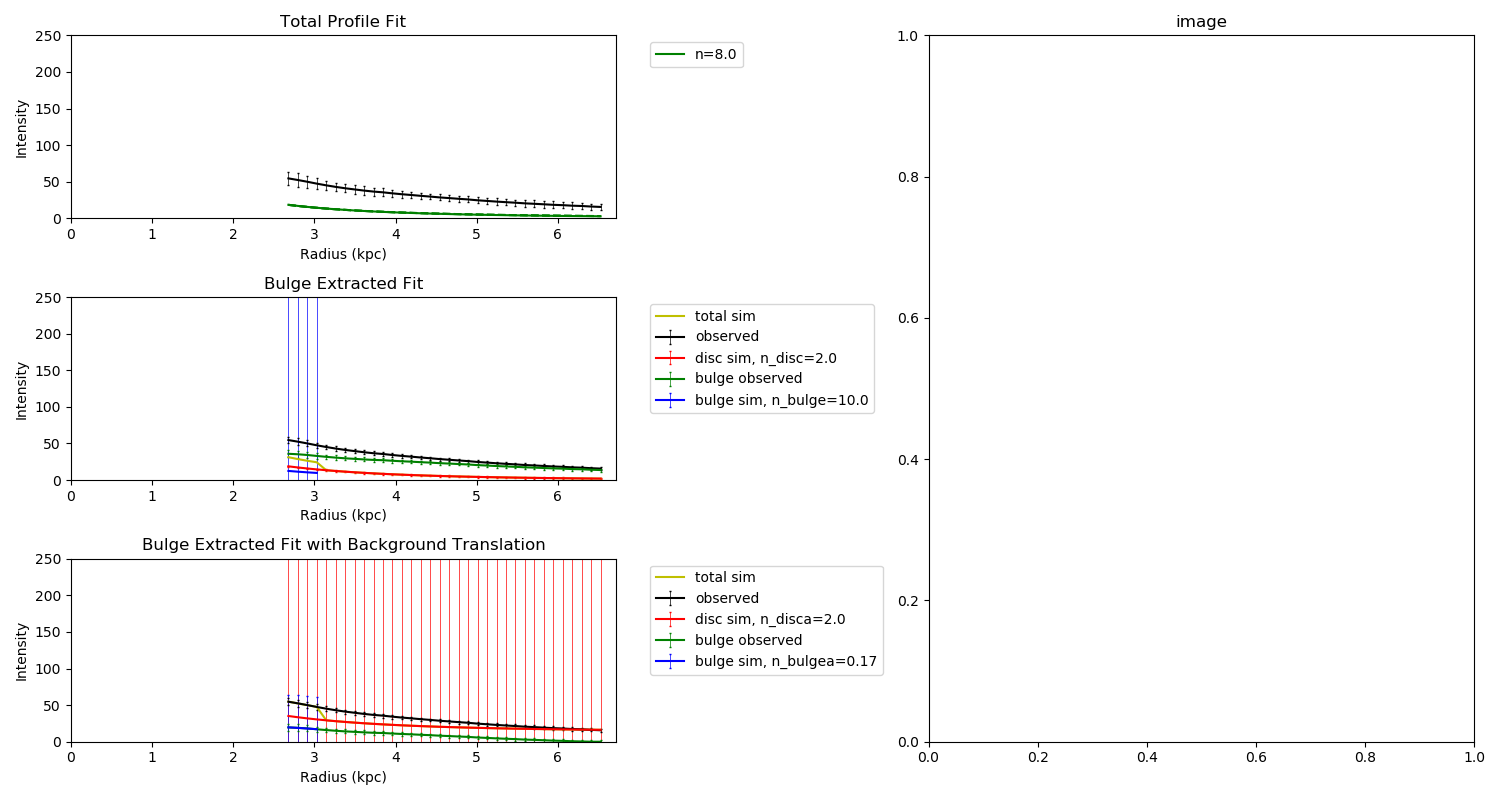 Total Profile Fit
250
200
150
100
50
0
Intensity
0 1 2 3 4 5 6
Radius (kpc)
n=8.0
Bulge Extracted Fit
250
200
150
100
50
0
Intensity
0 1 2 3 4 5 6
Radius (kpc)
total sim
observed
disc sim, n_disc=2.0
bulge observed
bulge sim, n_bulge=10.0
Bulge Extracted Fit with Background Translation
250
200
150
100
50
0
Intensity
0 1 2 3 4 5 6
Radius (kpc)
total sim
observed
disc sim, n_disca=2.0
bulge observed
bulge sim, n_bulgea=0.17
image
1.0
0.8
0.6
0.4
0.2
0.0
0.0 0.2 0.4 0.6 0.8 1.0